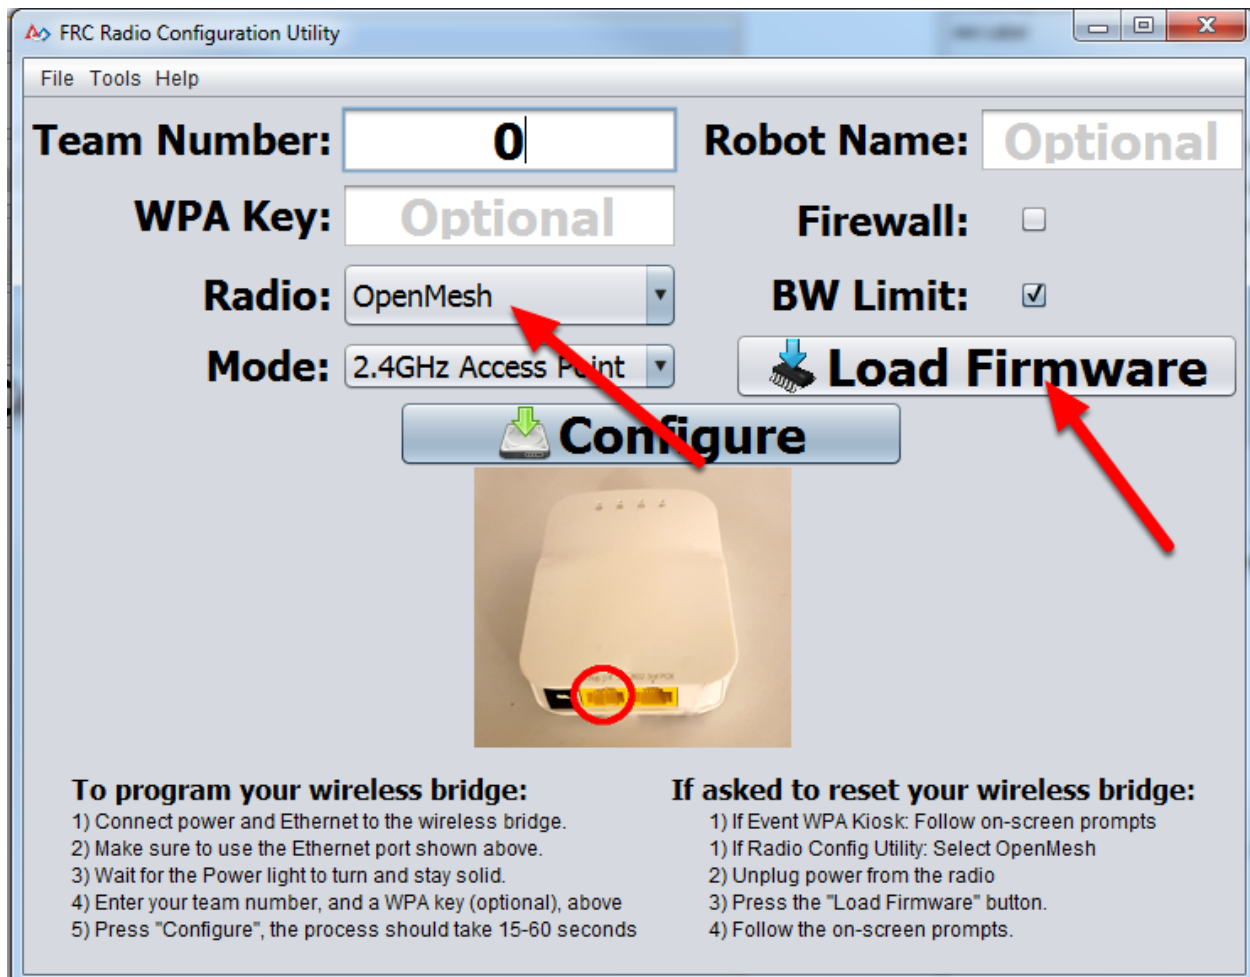 FRC Radio Configuration Utility
File Tools Help
Team Number: 0 Robot Name: Optional
WPA Key: Optional Firewall:
Radio: OpenMesh BW Limit:
Mode: 2.4GHz Access Point Load Firmware
Configure
To program your wireless bridge:
1) Connect power and Ethernet to the wireless bridge.
2) Make sure to use the Ethernet port shown above.
3) Wait for the Power light to turn and stay solid.
4) Enter your team number, and a WPA key (optional), above
5) Press "Configure", the process should take 15-60 seconds
If asked to reset your wireless bridge:
1) If Event WPA Kiosk: Follow on-screen prompts
1) If Radio Config Utility: Select OpenMesh
2) Unplug power from the radio
3) Press the "Load Firmware" button.
4) Follow the on-screen prompts.